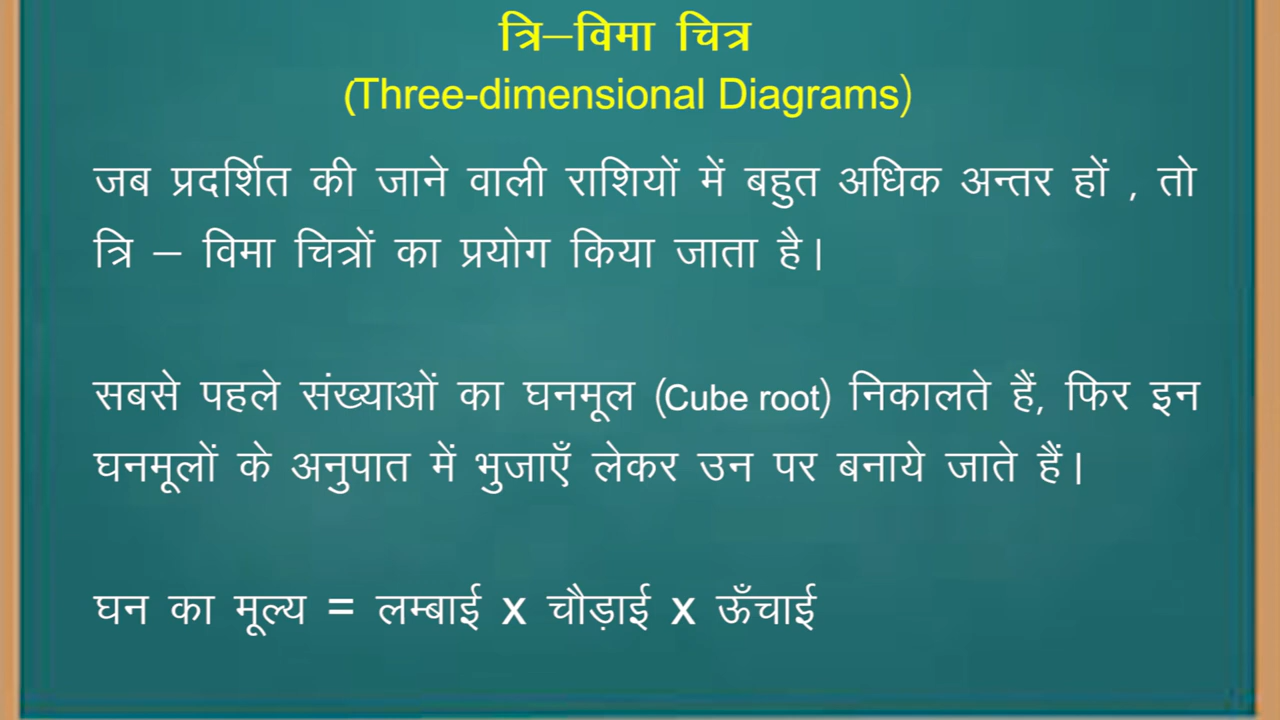 त्रि–विमा चित्र
(Three-dimensional Diagrams)
जब प्रदर्शित की जाने वाली राशियों में बहुत अधिक अन्तर हों , तो
त्रि – विमा चित्रों का प्रयोग किया जाता है।
सबसे पहले संख्याओं का घनमूल (Cube root) निकालते हैं, फिर इन
घनमूलों के अनुपात में भुजाएँ लेकर उन पर बनाये जाते हैं।
घन का मूल्य = लम्बाई x चौड़ाई x ऊँचाई